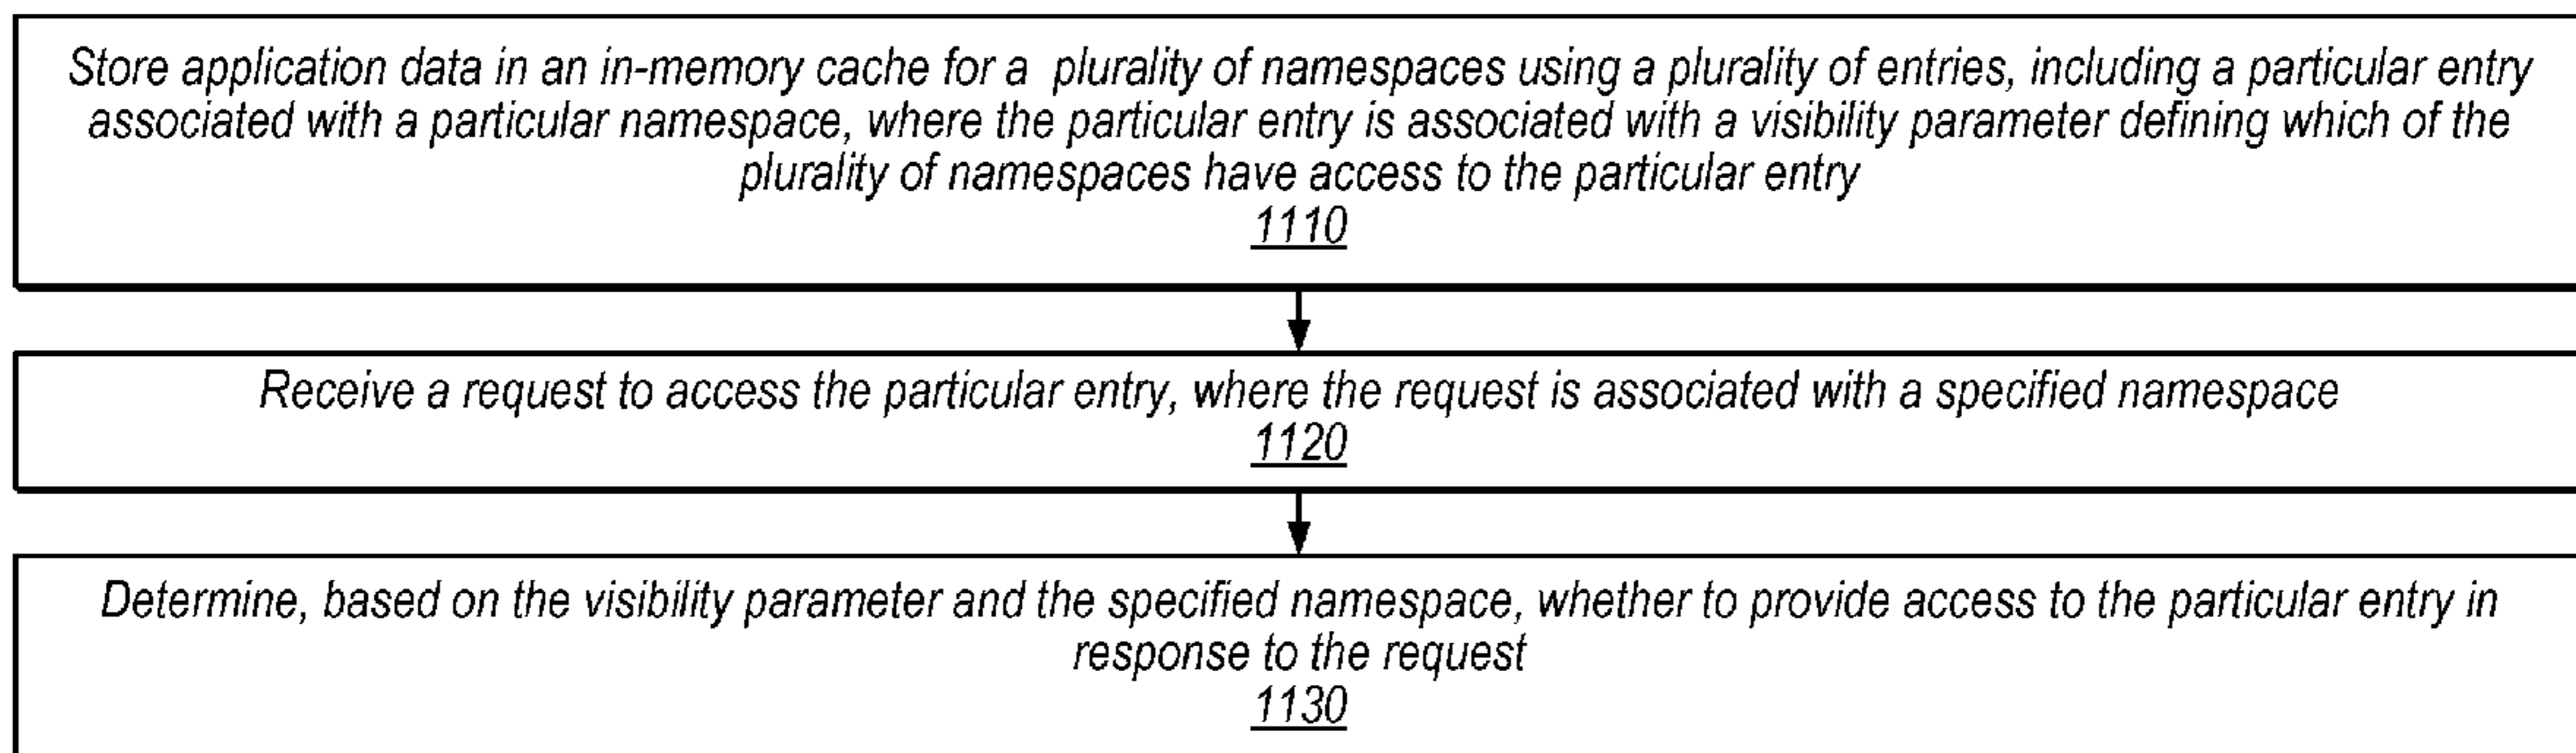 Store application data in an in-memory cache for a plurality of namespaces using a plurality of entries, including a particular entry
associated with a particular namespace, where the particular entry is associated with a visibility parameter defining which of the
plurality of namespaces have access to the particular entry
1110
Receive a request to access the particular entry, where the request is associated with a specified namespace
1120
Determine, based on the visibility parameter and the specified namespace, whether to provide access to the particular entry in
response to the request
1130